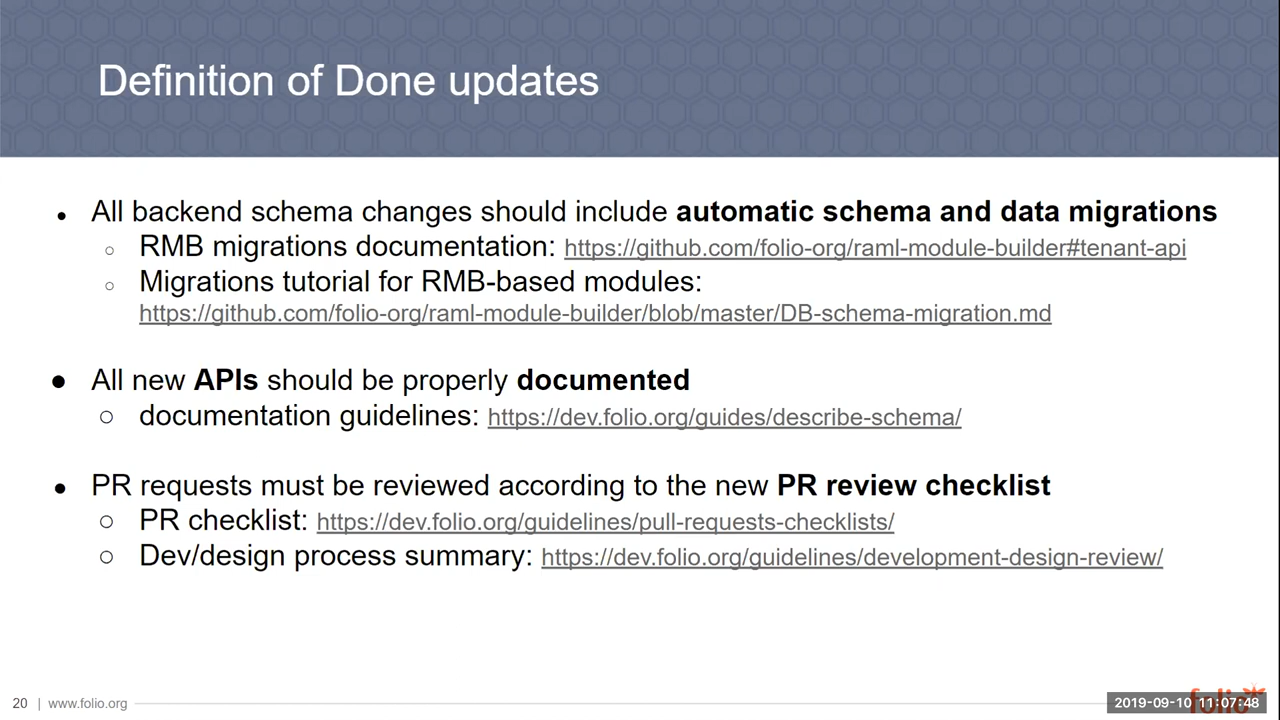 Definition of Done updates
● All backend schema changes should include automatic schema and data migrations
○ RMB migrations documentation: https://github.com/folio-org/raml-module-builder#tenant-api
○ Migrations tutorial for RMB-based modules:
https://github.com/folio-org/raml-module-builder/blob/master/DB-schema-migration.md
● All new APIs should be properly documented
○ documentation guidelines: https://dev.folio.org/guides/describe-schema/
● PR requests must be reviewed according to the new PR review checklist
○ PR checklist: https://dev.folio.org/guidelines/pull-requests-checklists/
○ Dev/design process summary: https://dev.folio.org/guidelines/development-design-review/
20 | www.folio.org
folio
2019-09-10 11:07:48